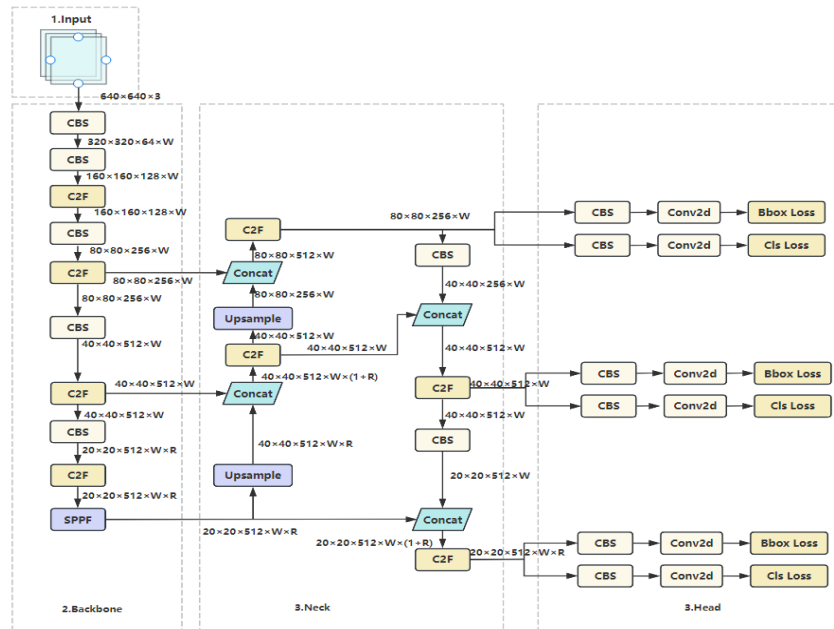 1.Input
640×640×3
CBS
320×320×64×W
CBS
160×160×128×W
C2F
160×160×128×W
CBS
80×80×256×W
C2F
80×80×256×W
80×80×256×W
CBS
40×40×512×W
C2F
40×40×512×W
40×40×512×W
CBS
20×20×512×W×R
C2F
20×20×512×W×R
SPPF
20×20×512×W×R
2.Backbone
C2F
80×80×512×W
Concat
80×80×256×W
Upsample
40×40×512×W
C2F
40×40×512×W
40×40×512×W×(1+R)
Concat
40×40×512×W×R
Upsample
80×80×256×W
CBS
40×40×256×W
Concat
40×40×512×W
C2F
40×40×512×W
40×40×512×W
CBS
20×20×512×W
Concat
20×20×512×W×(1+R)
C2F
20×20×512×W×R
3.Neck
CBS
Conv2d
Bbox Loss
CBS
Conv2d
Cls Loss
CBS
Conv2d
Bbox Loss
CBS
Conv2d
Cls Loss
CBS
Conv2d
Bbox Loss
CBS
Conv2d
Cls Loss
3.Head